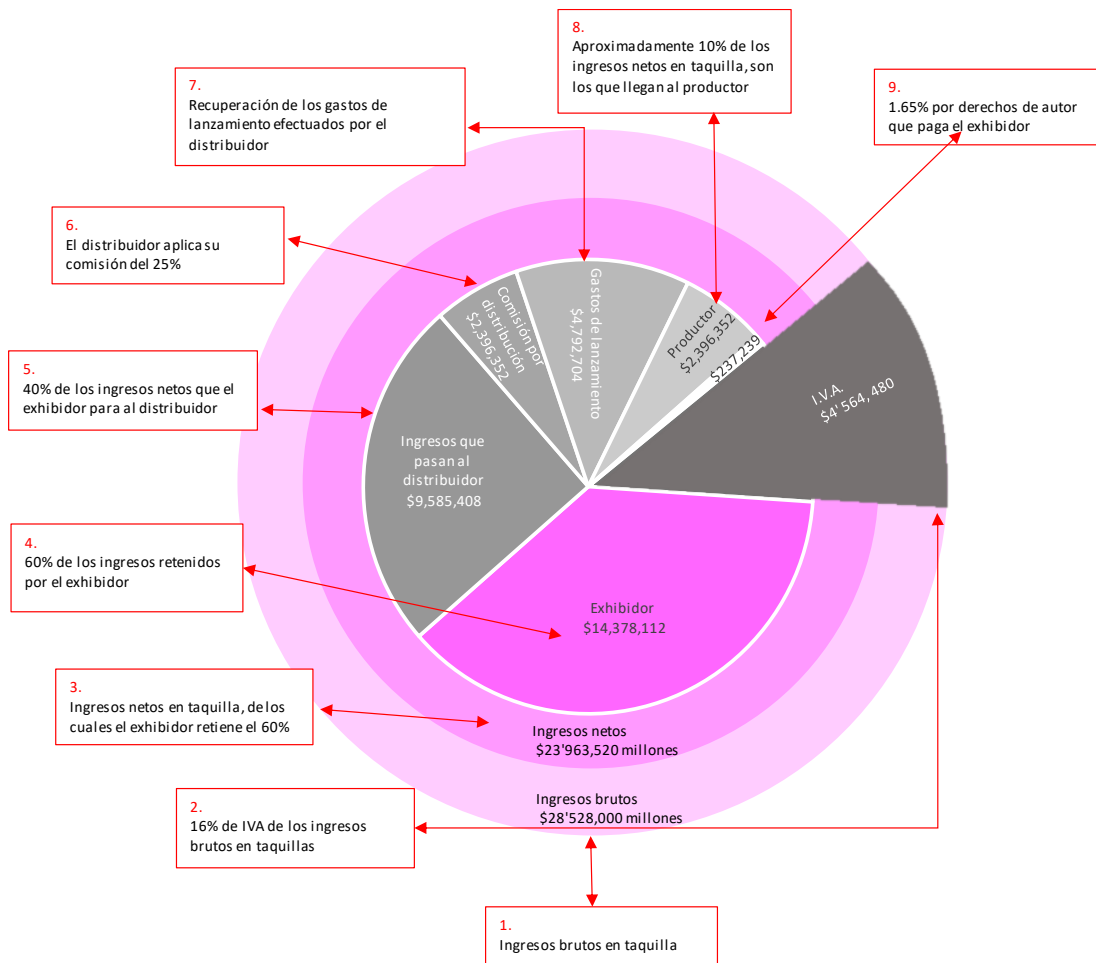 8.
Aproximadamente 10% de los
ingresos netos en taquilla, son
los que llegan al productor
7.
Recuperación de los gastos de
lanzamiento efectuados por el
distribuidor
9.
1.65% por derechos de autor
que paga el exhibidor
6.
El distribuidor aplica su
comisión del 25%
5.
40% de los ingresos netos que el
exhibidor para al distribuidor
4.
60% de los ingresos retenidos
por el exhibidor
3.
Ingresos netos en taquilla, de los
cuales el exhibidor retiene el 60%
2.
16% de IVA de los ingresos
brutos en taquillas
1.
Ingresos brutos en taquilla
Comisión por
distribución
$2,396,352
Gastos de lanzamiento
$4,792,704
Productor
$2,396,352
$237,239
I.V.A.
$4'564,480
Ingresos que
pasan al
distribuidor
$9,585,408
Exhibidor
$14,378,112
Ingresos netos
$23'963,520 millones
Ingresos brutos
$28'528,000 millones